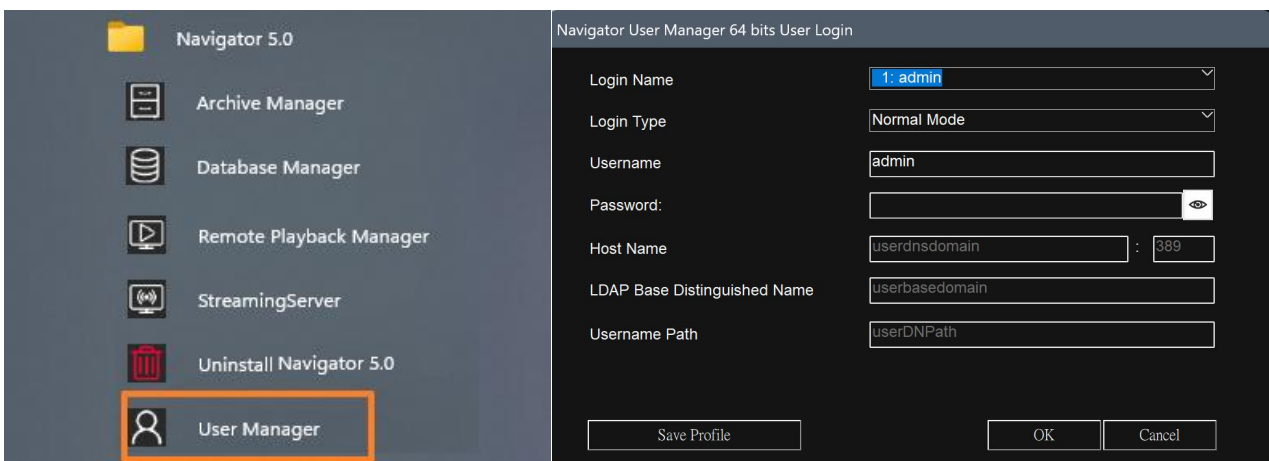 Navigator 5.0
Archive Manager
Database Manager
Remote Playback Manager
StreamingServer
Uninstall Navigator 5.0
User Manager
Navigator User Manager 64 bits User Login
Login Name 1: admin
Login Type Normal Mode
Username admin
Password:
Host Name userdnsdomain : 389
LDAP Base Distinguished Name userbasedomain
Username Path userDNPath
Save Profile OK Cancel